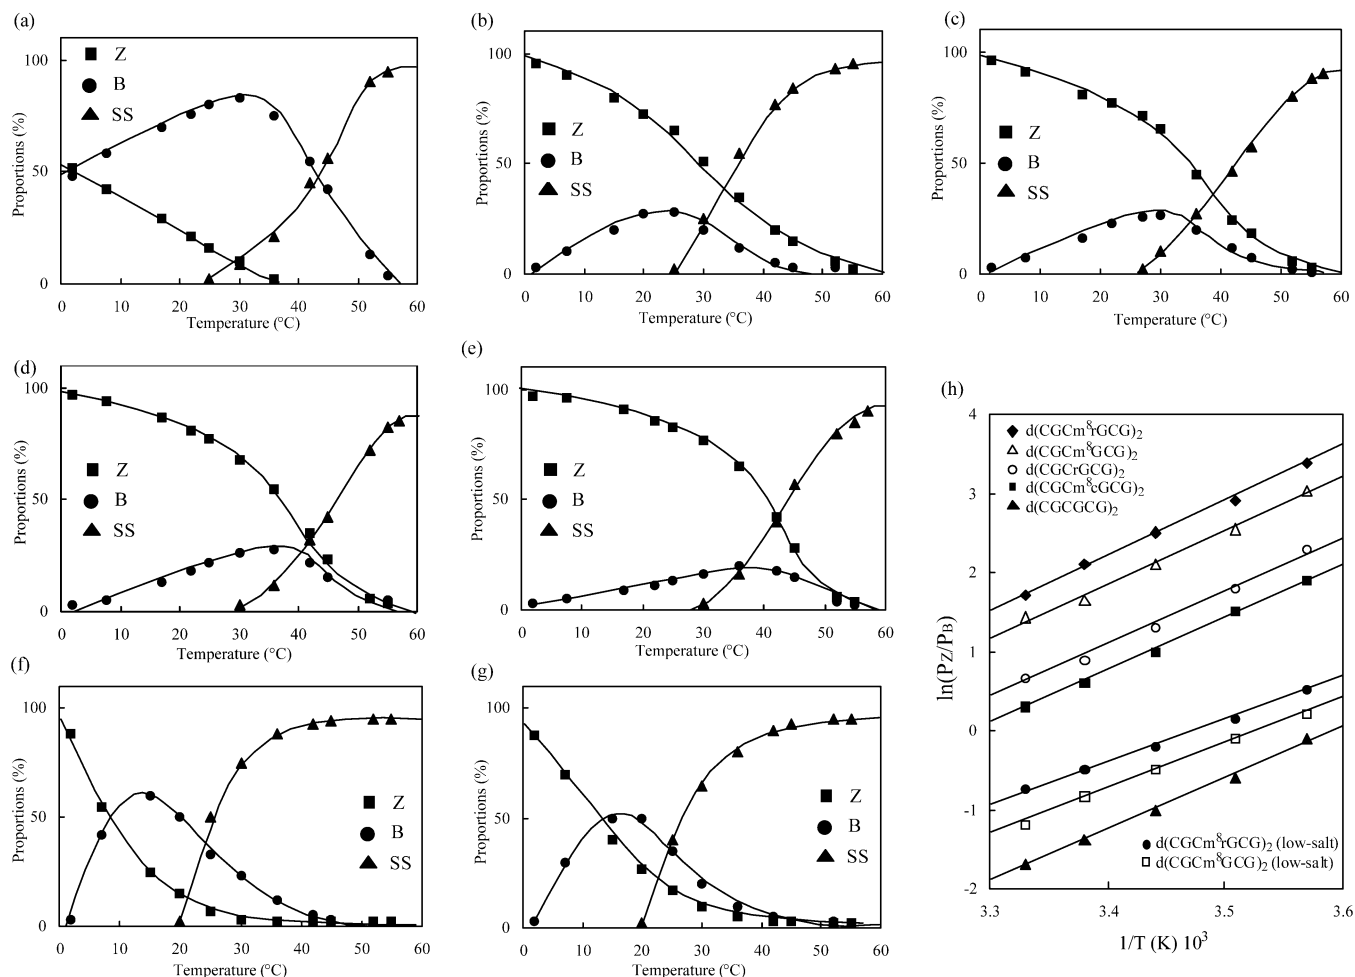 (a)
100
50
0
0 10 20 30 40 50 60
Proportions (%)
Temperature (°C)
Z
B
SS
(b)
100
50
0
0 10 20 30 40 50 60
Proportions (%)
Temperature (°C)
Z
B
SS
(c)
100
50
0
0 10 20 30 40 50 60
Proportions (%)
Temperature (°C)
Z
B
SS
(d)
100
50
0
0 10 20 30 40 50 60
Proportions (%)
Temperature (°C)
Z
B
SS
(e)
100
50
0
0 10 20 30 40 50 60
Proportions (%)
Temperature (°C)
Z
B
SS
(f)
100
50
0
0 10 20 30 40 50 60
Proportions (%)
Temperature (°C)
Z
B
SS
(g)
100
50
0
0 10 20 30 40 50 60
Proportions (%)
Temperature (°C)
Z
B
SS
(h)
4
3
2
1
0
-1
-2
3.3 3.4 3.5 3.6
ln(PZ/PB)
1/T (K) 10³
d(CGCm⁸rGCG)₂
d(CGCm⁸GCG)₂
d(CGCrGCG)₂
d(CGCm⁸cGCG)₂
d(CGCGCG)₂
d(CGCm⁸rGCG)₂ (low-salt)
d(CGCm⁸GCG)₂ (low-salt)